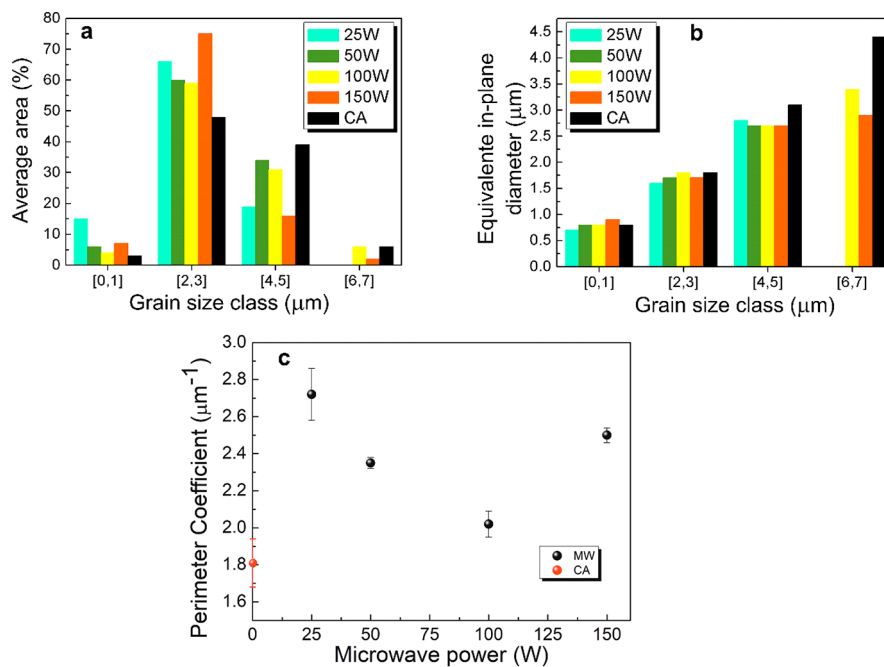 a
25W
50W
100W
150W
CA
Average area (%)
80
70
60
50
40
30
20
10
0
[0,1]
[2,3]
[4,5]
[6,7]
Grain size class (μm)
b
25W
50W
100W
150W
CA
Equivalente in-plane
diameter (μm)
4.5
4.0
3.5
3.0
2.5
2.0
1.5
1.0
0.5
0.0
[0,1]
[2,3]
[4,5]
[6,7]
Grain size class (μm)
c
Perimeter Coefficient (μm⁻¹)
3.0
2.8
2.6
2.4
2.2
2.0
1.8
1.6
MW
CA
0
25
50
75
100
125
150
Microwave power (W)